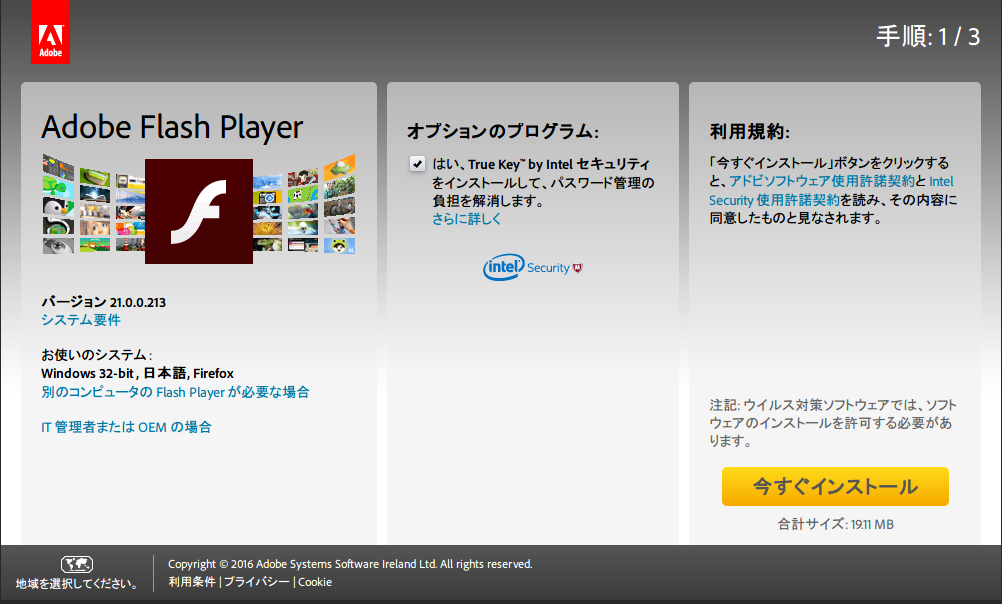 Adobe
手順: 1 / 3
Adobe Flash Player
バージョン 21.0.0.213
システム要件
お使いのシステム:
Windows 32-bit , 日本語, Firefox
別のコンピュータの Flash Player が必要な場合
IT 管理者または OEM の場合
オプションのプログラム:
はい、True Key™ by Intel セキュリティ
をインストールして、パスワード管理の
負担を解消します。
さらに詳しく
intel Security
利用規約:
「今すぐインストール」ボタンをクリックする
と、アドビソフトウェア使用許諾契約と Intel
Security 使用許諾契約を読み、その内容に
同意したものと見なされます。
注記: ウイルス対策ソフトウェアでは、ソフト
ウェアのインストールを許可する必要があ
ります。
今すぐインストール
合計サイズ: 19.11 MB
地域を選択してください。
Copyright © 2016 Adobe Systems Software Ireland Ltd. All rights reserved.
利用条件 | プライバシー | Cookie